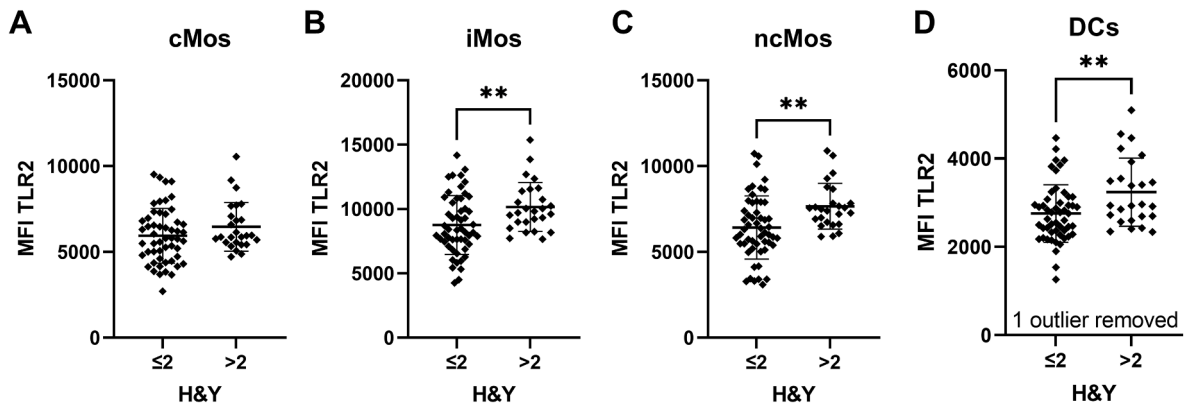 A
cMos
MFI TLR2
15000
10000
5000
0
≤2
>2
H&Y
B
iMos
MFI TLR2
20000
15000
10000
5000
0
**
≤2
>2
H&Y
C
ncMos
MFI TLR2
15000
10000
5000
0
**
≤2
>2
H&Y
D
DCs
MFI TLR2
6000
4000
2000
0
**
1 outlier removed
≤2
>2
H&Y